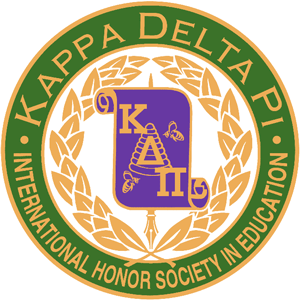 • KAPPA DELTA PI •
ΚΔΠ
INTERNATIONAL HONOR SOCIETY IN EDUCATION